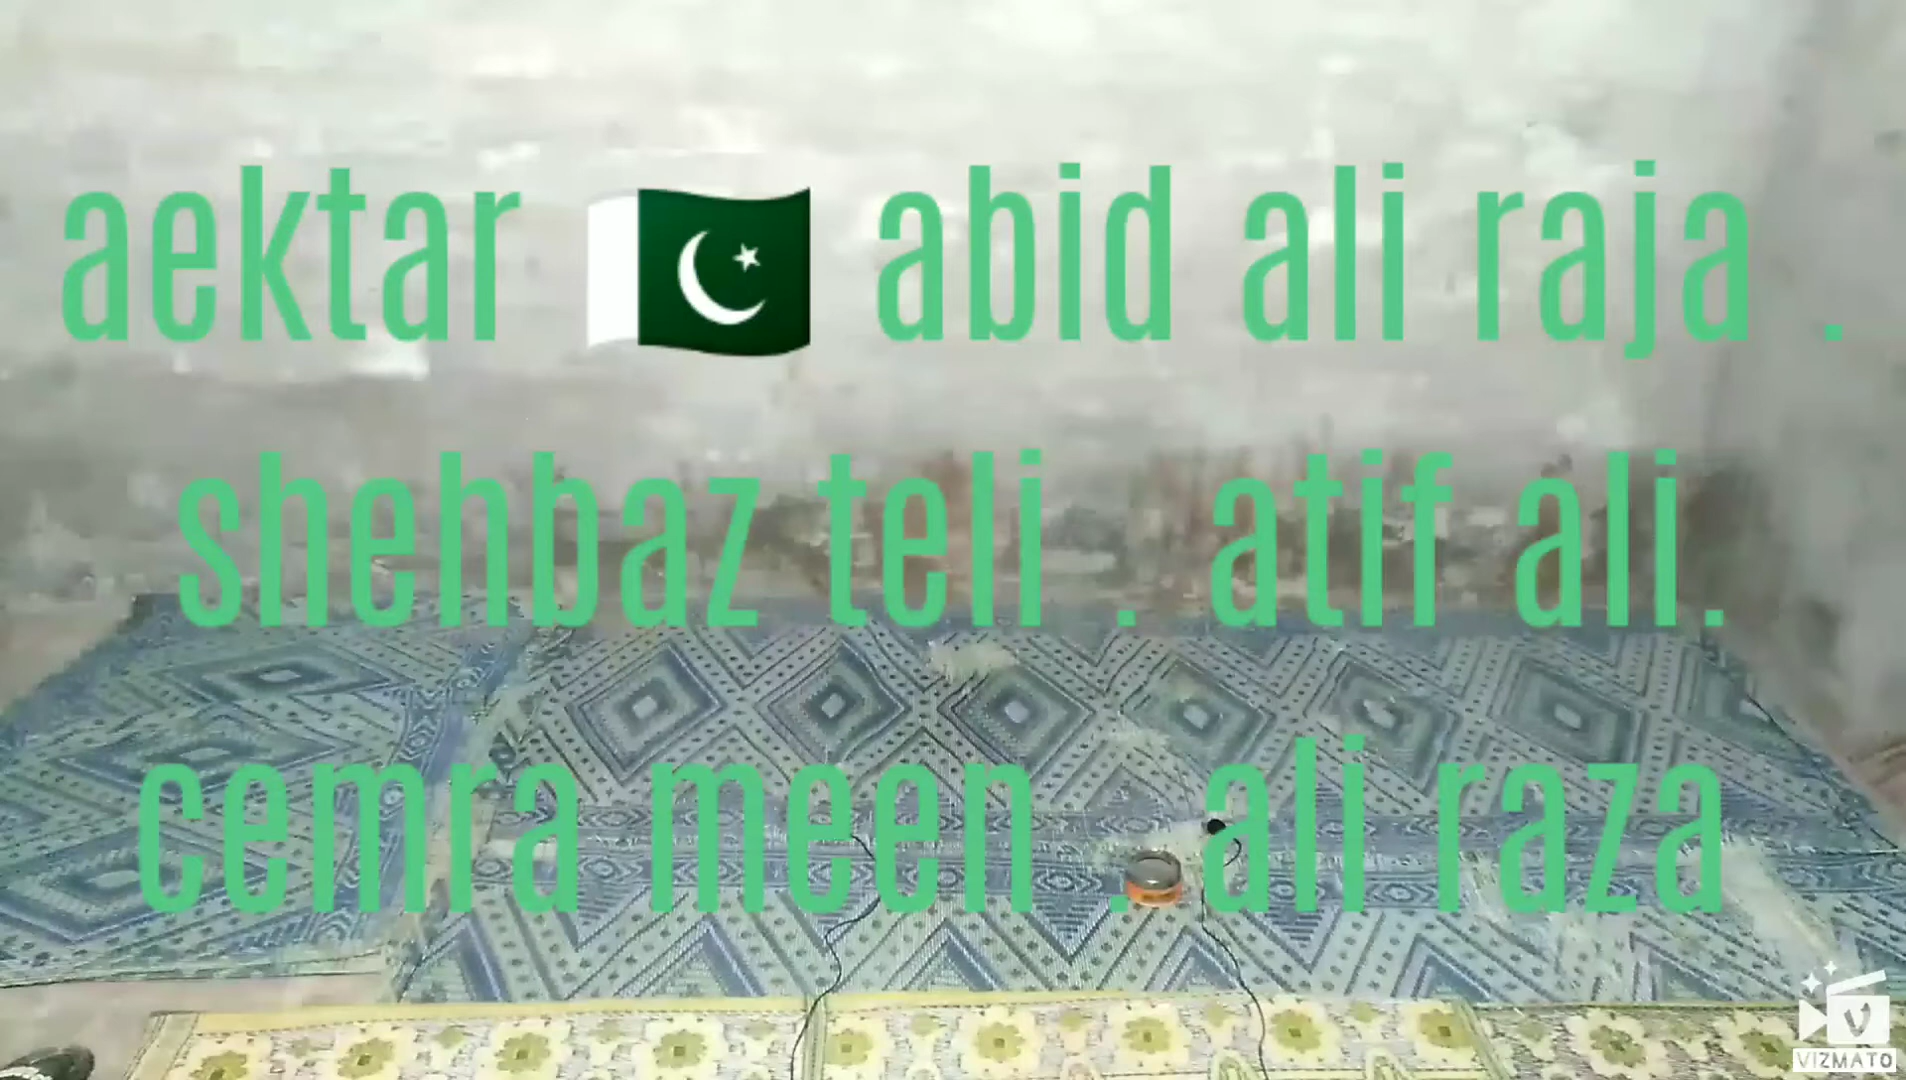 aektar 🇵🇰 abid ali raja .
shehbaz teli . atif ali.
cemra meen . ali raza
V
VIZMATO